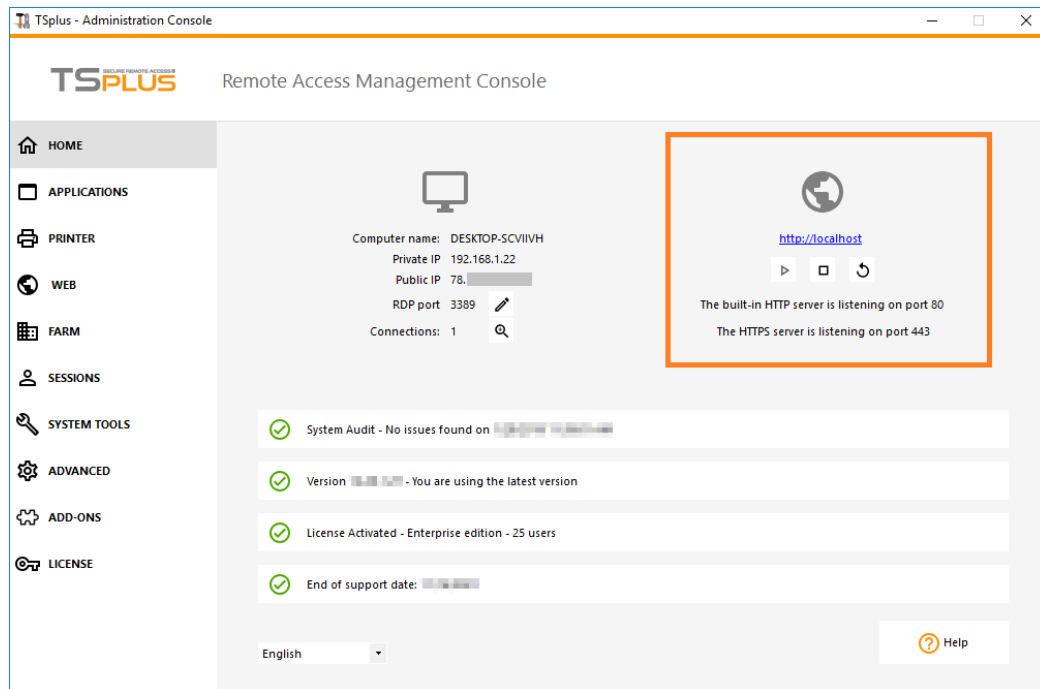 TSplus - Administration Console
SECURE REMOTE ACCESS®
TSPLUS
Remote Access Management Console
HOME
APPLICATIONS
PRINTER
WEB
FARM
SESSIONS
SYSTEM TOOLS
ADVANCED
ADD-ONS
LICENSE
Computer name: DESKTOP-SCVIIVH
Private IP 192.168.1.22
Public IP 78.
RDP port 3389
Connections: 1
http://localhost
The built-in HTTP server is listening on port 80
The HTTPS server is listening on port 443
System Audit - No issues found on
Version - You are using the latest version
License Activated - Enterprise edition - 25 users
End of support date:
English
Help